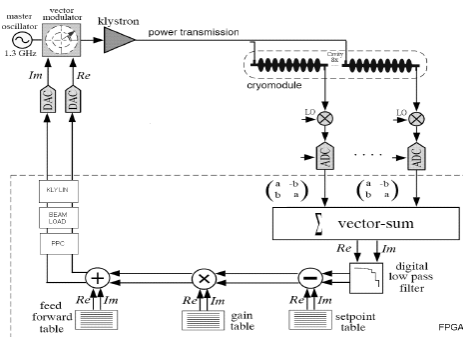 master
oscillator
1.3 GHz
vector
modulator
klystron
power transmission
Cavity
8x
cryomodule
Im
Re
DAC
DAC
LO
LO
ADC
. . . .
ADC
KLYLIN
BEAM
LOAD
PPC
( a -b
b a )
( a -b
b a )
∑ vector-sum
Re Im
digital
low pass
filter
+
×
−
Re Im
Re Im
Re Im
feed
forward
table
gain
table
setpoint
table
FPGA